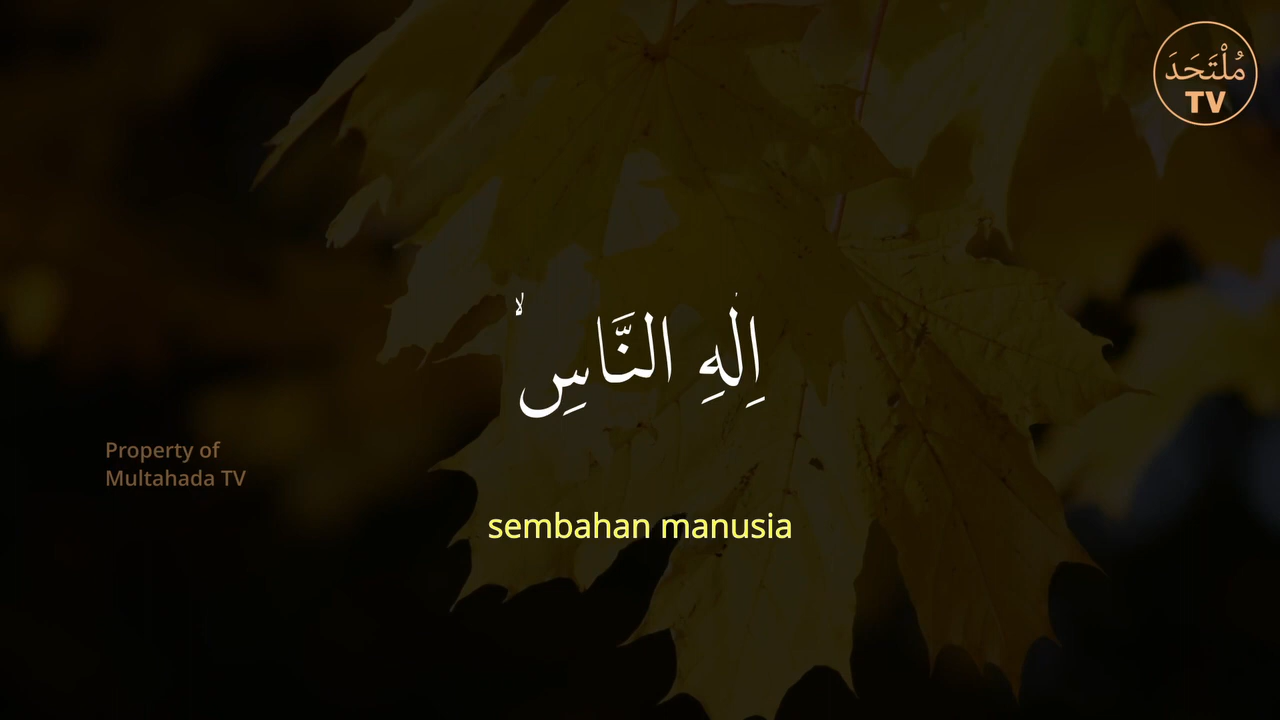 مُلْتَحَدَ
TV
اِلٰهِ النَّاسِۙ
Property of
Multahada TV
sembahan manusia